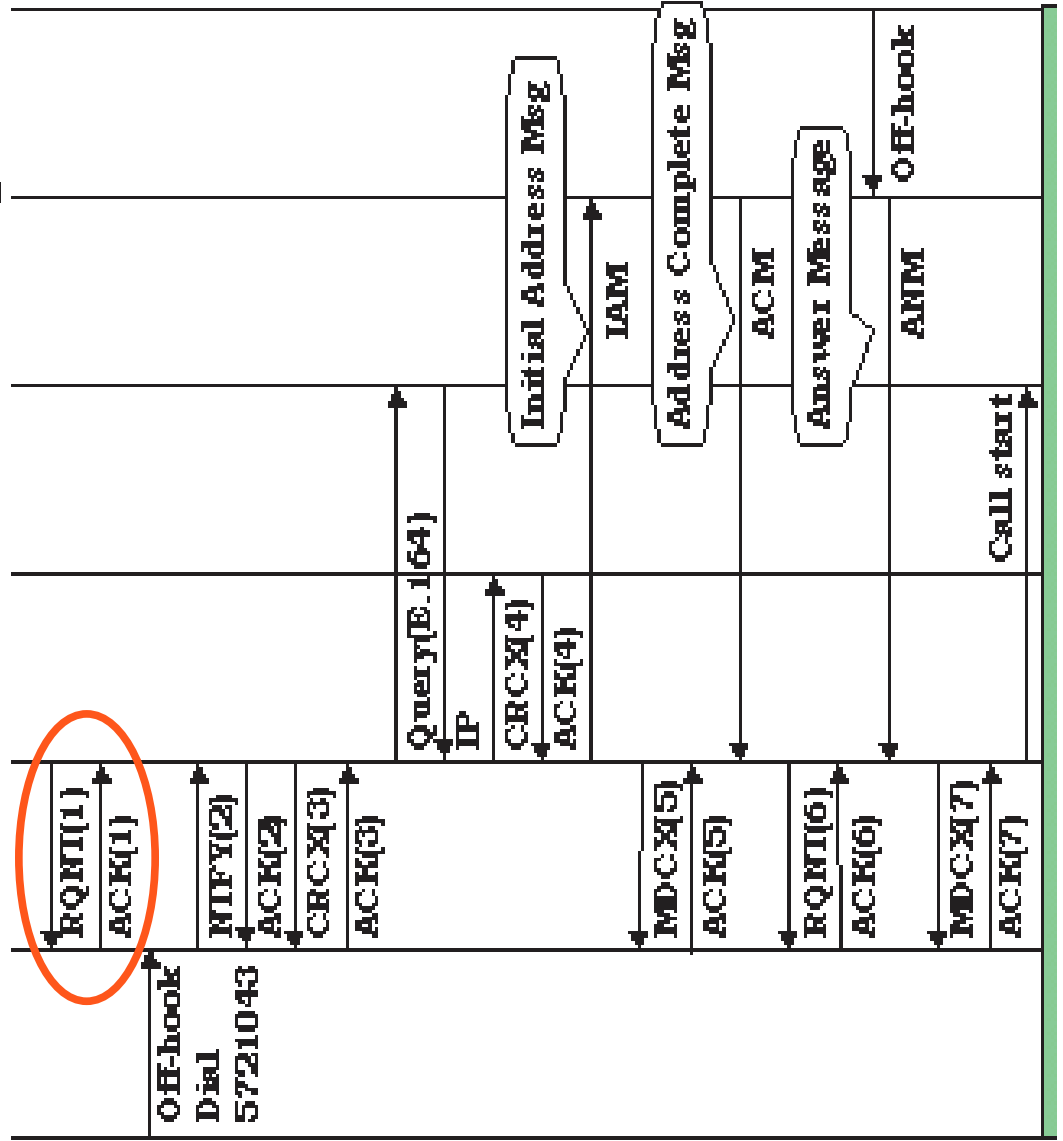 RQNT(1)
ACK(1)
Off-hook
Dial
5721043
NTFY(2)
ACK(2)
CRCX(3)
ACK(3)
Query(E.164)
IP
CRCX(4)
ACK(4)
Initial Address Msg
IAM
MDCX(5)
ACK(5)
Address Complete Msg
ACM
RQNT(6)
ACK(6)
Answer Message
Off-hook
ANM
MDCX(7)
ACK(7)
Call start